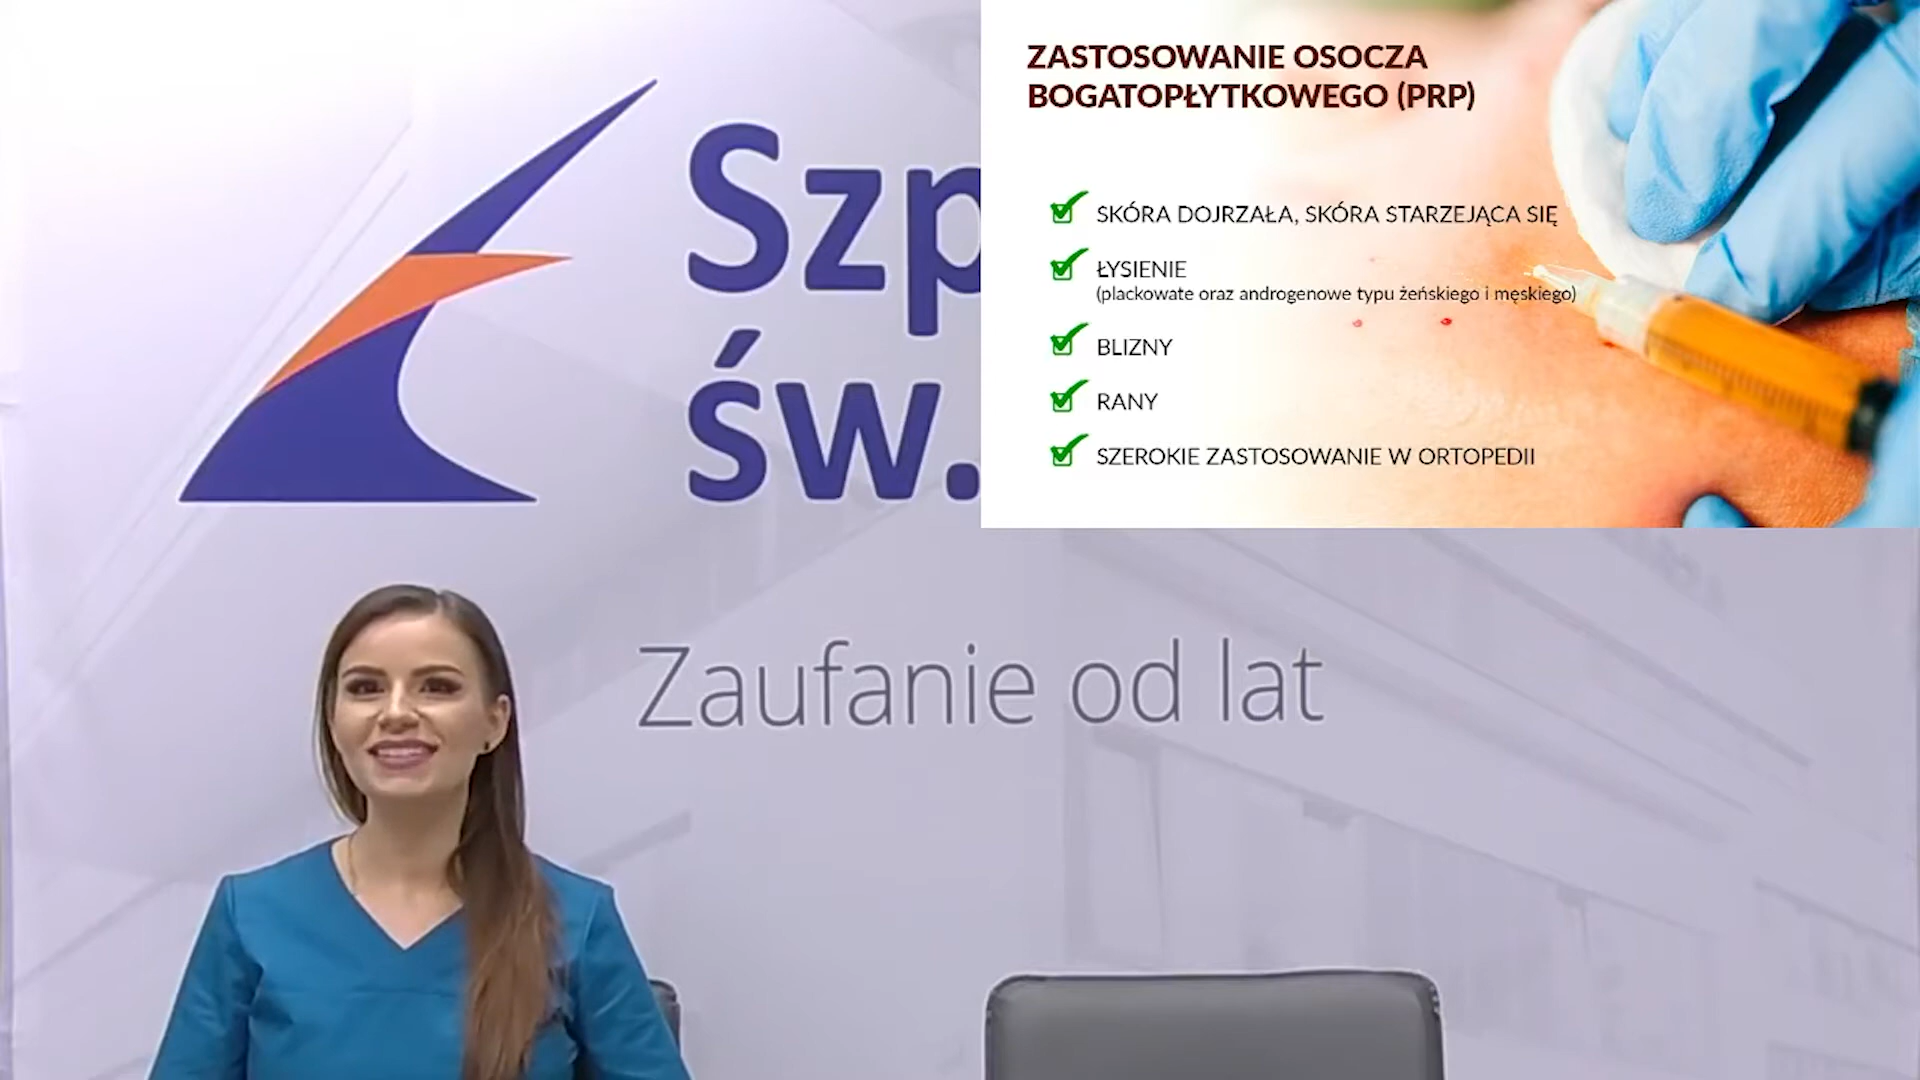 Szp
św.
Zaufanie od lat
ZASTOSOWANIE OSOCZA
BOGATOPŁYTKOWEGO (PRP)
SKÓRA DOJRZAŁA, SKÓRA STARZEJĄCA SIĘ
ŁYSIENIE
(plackowate oraz androgenowe typu żeńskiego i męskiego)
BLIZNY
RANY
SZEROKIE ZASTOSOWANIE W ORTOPEDII